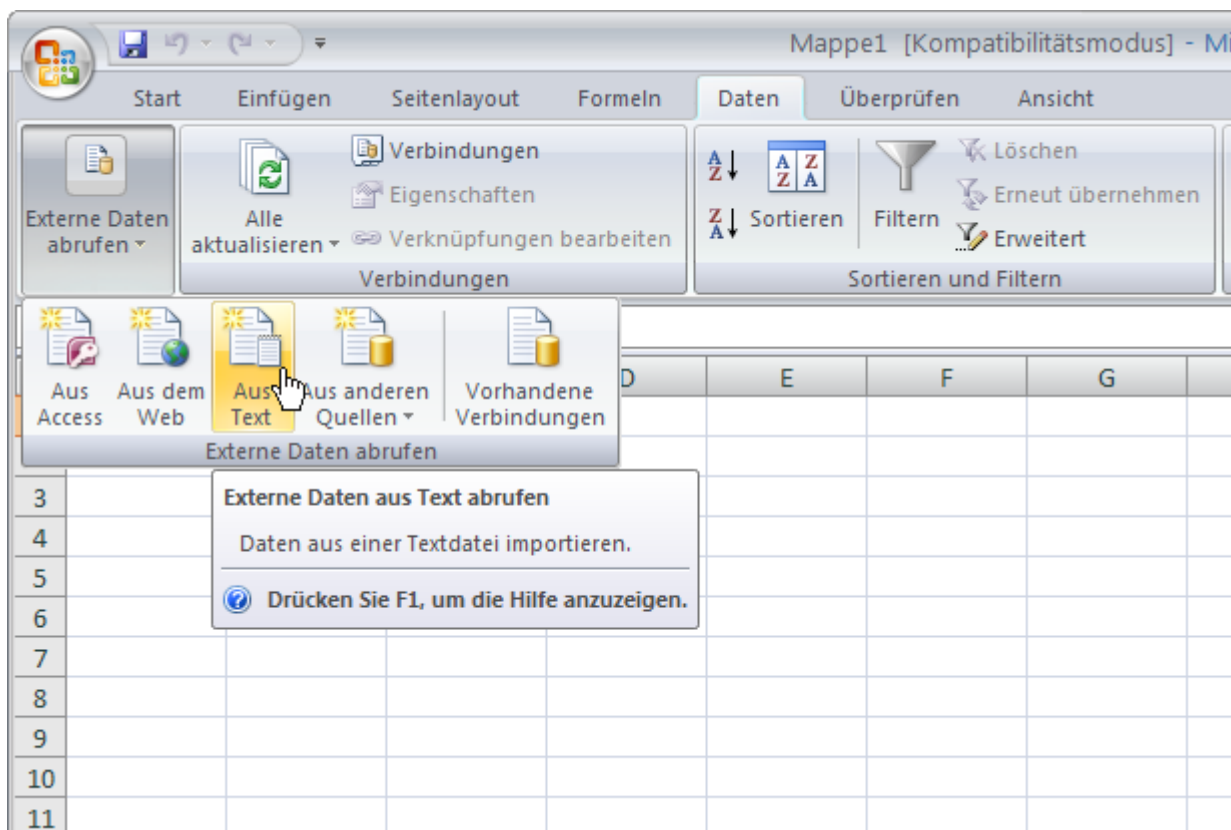 Mappe1 [Kompatibilitätsmodus] - Mi
Start Einfügen Seitenlayout Formeln Daten Überprüfen Ansicht
Externe Daten
abrufen
Alle
aktualisieren
Verbindungen
Eigenschaften
Verknüpfungen bearbeiten
Verbindungen
A
Z
Z
A
A Z
Z A
Sortieren
Filtern
Löschen
Erneut übernehmen
Erweitert
Sortieren und Filtern
Aus
Access
Aus dem
Web
Aus
Text
Aus anderen
Quellen
Vorhandene
Verbindungen
Externe Daten abrufen
D E F G
Externe Daten aus Text abrufen
Daten aus einer Textdatei importieren.
Drücken Sie F1, um die Hilfe anzuzeigen.
3
4
5
6
7
8
9
10
11